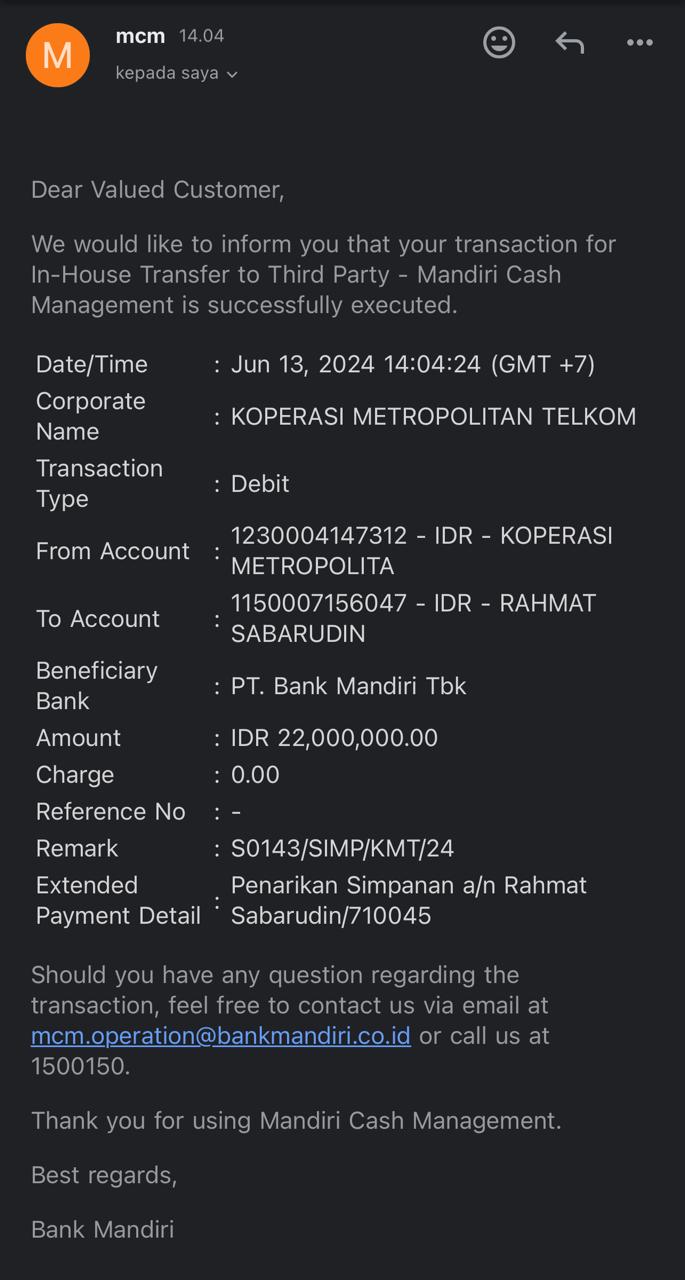 M
mcm 14.04
kepada saya
Dear Valued Customer,
We would like to inform you that your transaction for
In-House Transfer to Third Party - Mandiri Cash
Management is successfully executed.
Date/Time : Jun 13, 2024 14:04:24 (GMT +7)
Corporate
Name : KOPERASI METROPOLITAN TELKOM
Transaction
Type : Debit
From Account : 1230004147312 - IDR - KOPERASI
METROPOLITA
To Account : 1150007156047 - IDR - RAHMAT
SABARUDIN
Beneficiary
Bank : PT. Bank Mandiri Tbk
Amount : IDR 22,000,000.00
Charge : 0.00
Reference No : -
Remark : S0143/SIMP/KMT/24
Extended : Penarikan Simpanan a/n Rahmat
Payment Detail Sabarudin/710045
Should you have any question regarding the
transaction, feel free to contact us via email at
mcm.operation@bankmandiri.co.id or call us at
1500150.
Thank you for using Mandiri Cash Management.
Best regards,
Bank Mandiri